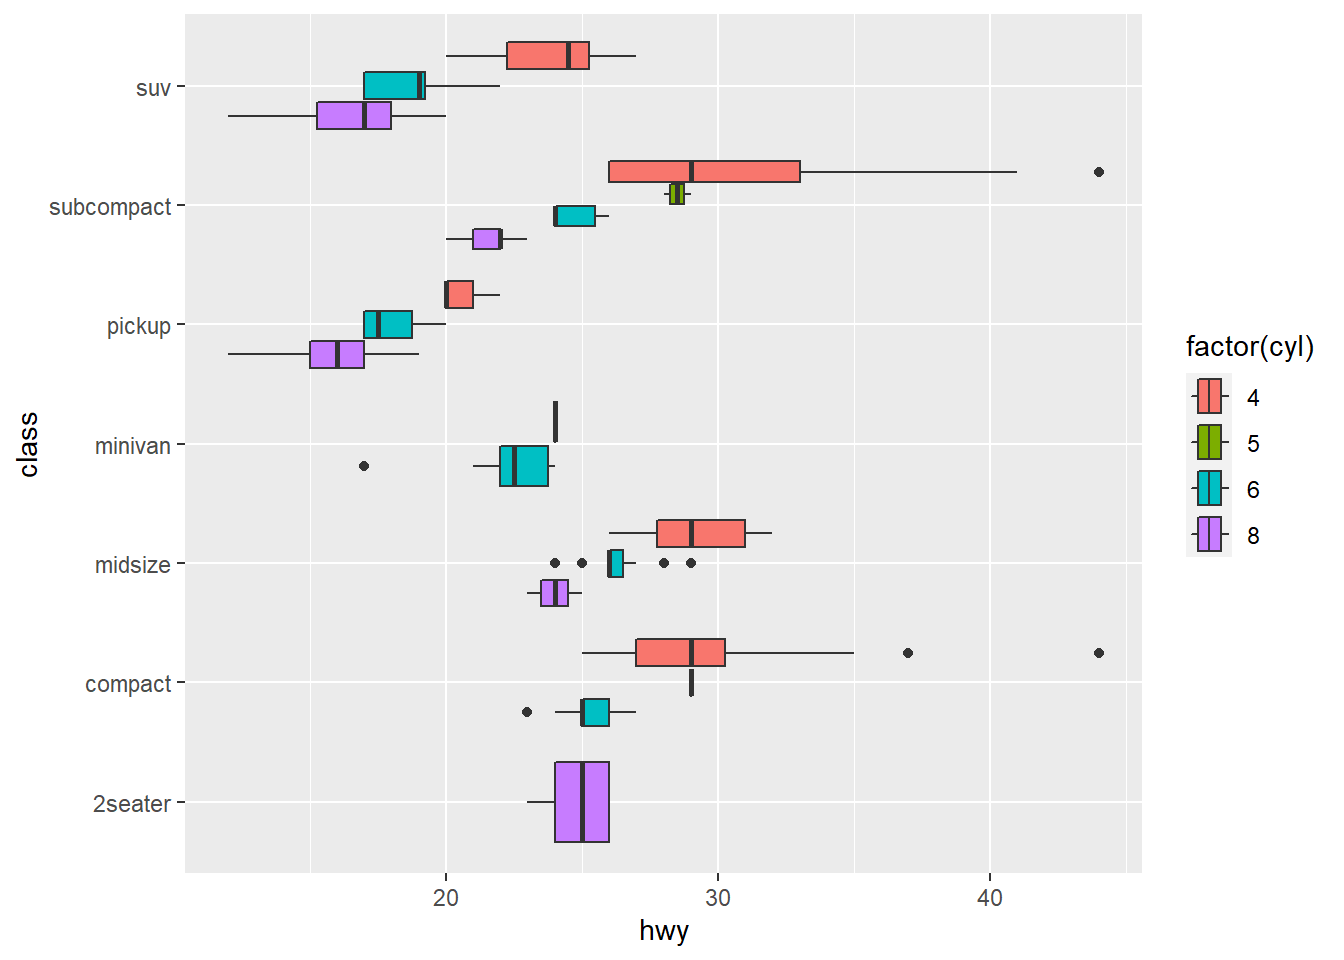 suv
subcompact
pickup
minivan
midsize
compact
2seater
class
20 30 40
hwy
factor(cyl)
4
5
6
8